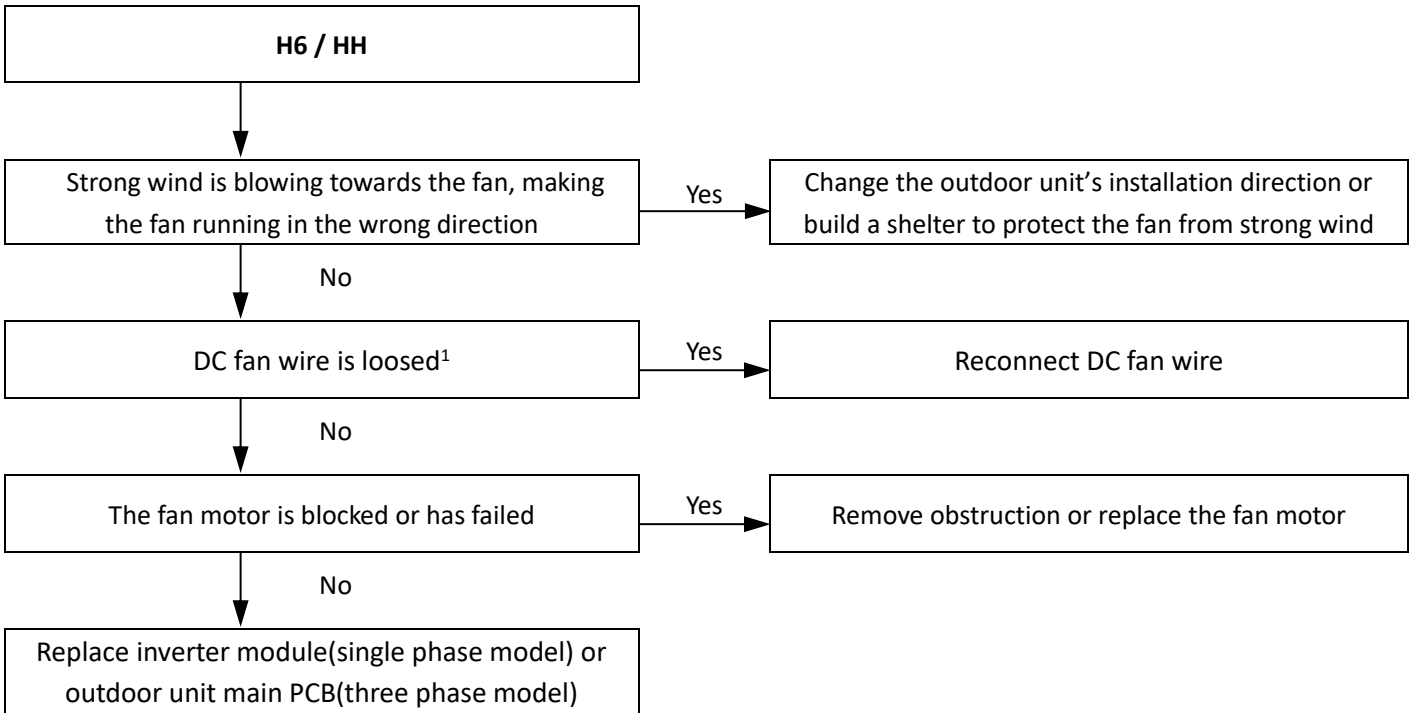 H6 / HH
Strong wind is blowing towards the fan, making
the fan running in the wrong direction
Yes
Change the outdoor unit’s installation direction or
build a shelter to protect the fan from strong wind
No
DC fan wire is loosed¹
Yes
Reconnect DC fan wire
No
The fan motor is blocked or has failed
Yes
Remove obstruction or replace the fan motor
No
Replace inverter module(single phase model) or
outdoor unit main PCB(three phase model)